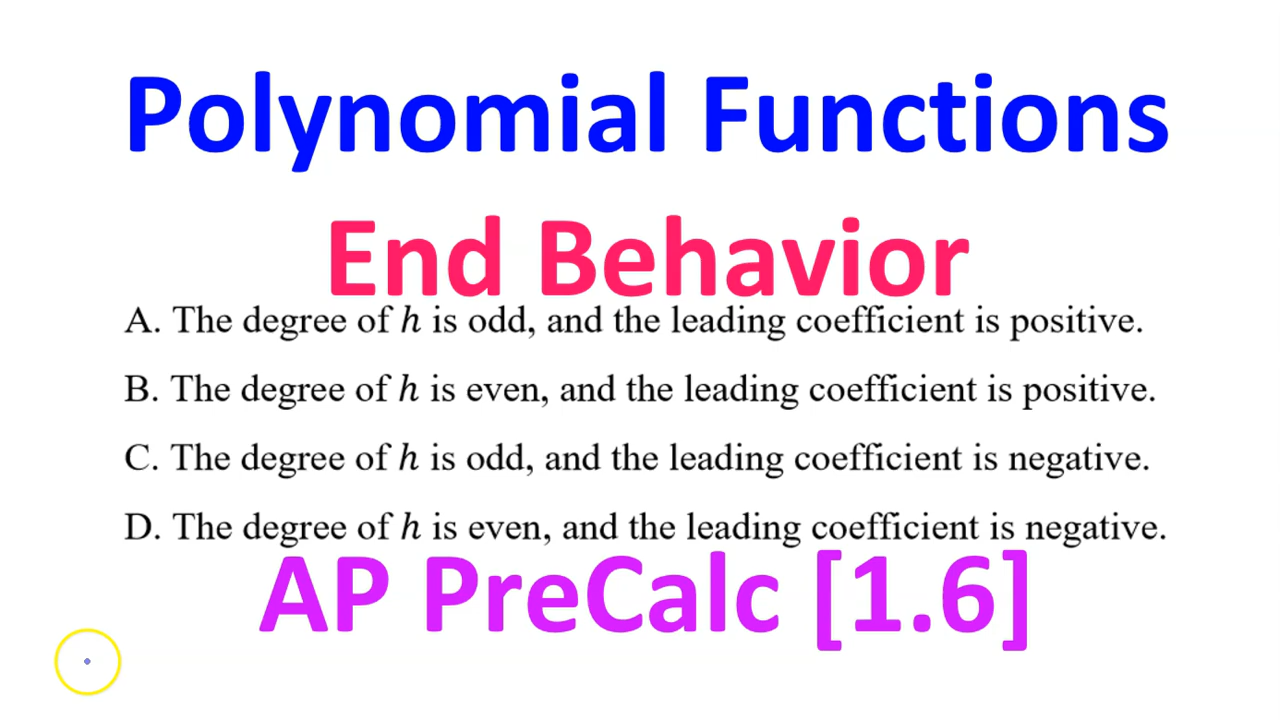 Polynomial Functions
End Behavior
A. The degree of h is odd, and the leading coefficient is positive.
B. The degree of h is even, and the leading coefficient is positive.
C. The degree of h is odd, and the leading coefficient is negative.
D. The degree of h is even, and the leading coefficient is negative.
AP PreCalc [1.6]